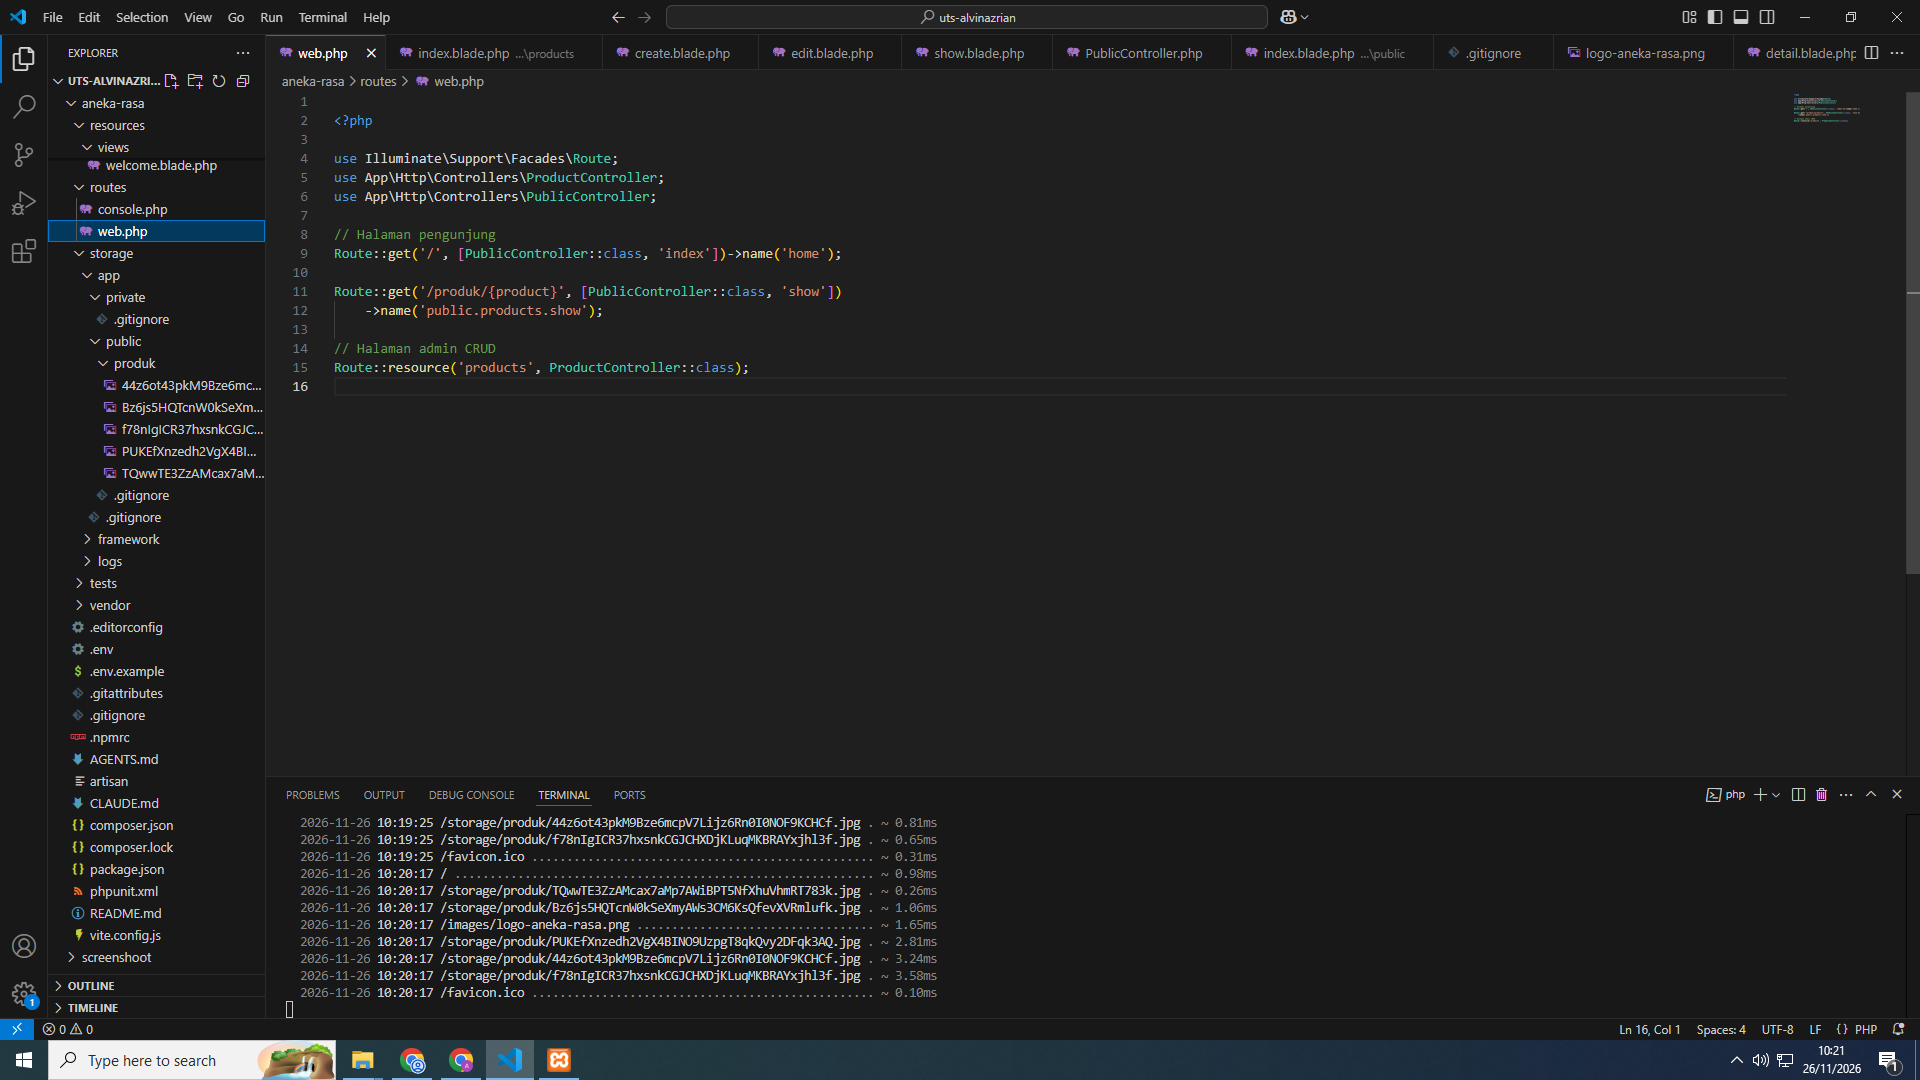 File Edit Selection View Go Run Terminal Help
uts-alvinazrian
EXPLORER
UTS-ALVINAZRI...
aneka-rasa
resources
views
welcome.blade.php
routes
console.php
web.php
storage
app
private
.gitignore
public
produk
44z6ot43pkM9Bze6mc...
Bz6js5HQTcnW0kSeXm...
f78nIgICR37hxsnkCGJC...
PUKEfXnzedh2VgX4BI...
TQwwTE3ZzAMcax7aM...
.gitignore
.gitignore
framework
logs
tests
vendor
.editorconfig
.env
.env.example
.gitattributes
.gitignore
.npmrc
AGENTS.md
artisan
CLAUDE.md
composer.json
composer.lock
package.json
phpunit.xml
README.md
vite.config.js
screenshoot
OUTLINE
TIMELINE
web.php index.blade.php ...\products create.blade.php edit.blade.php show.blade.php PublicController.php index.blade.php ...\public .gitignore logo-aneka-rasa.png detail.blade.php
aneka-rasa > routes > web.php
1
2 <?php
3
4 use Illuminate\Support\Facades\Route;
5 use App\Http\Controllers\ProductController;
6 use App\Http\Controllers\PublicController;
7
8 // Halaman pengunjung
9 Route::get('/', [PublicController::class, 'index'])->name('home');
10
11 Route::get('/produk/{product}', [PublicController::class, 'show'])
12 ->name('public.products.show');
13
14 // Halaman admin CRUD
15 Route::resource('products', ProductController::class);
16
PROBLEMS OUTPUT DEBUG CONSOLE TERMINAL PORTS
php
2026-11-26 10:19:25 /storage/produk/44z6ot43pkM9Bze6mcpV7Lijz6Rn0I0NOF9KCHCf.jpg . ~ 0.81ms
2026-11-26 10:19:25 /storage/produk/f78nIgICR37hxsnkCGJCHXDjKLuqMKBRAYxjhl3f.jpg . ~ 0.65ms
2026-11-26 10:19:25 /favicon.ico ................................................ ~ 0.31ms
2026-11-26 10:20:17 / ........................................................... ~ 0.98ms
2026-11-26 10:20:17 /storage/produk/TQwwTE3ZzAMcax7aMp7AWiBPT5NfXhuVhmRT783k.jpg . ~ 0.26ms
2026-11-26 10:20:17 /storage/produk/Bz6js5HQTcnW0kSeXmyAWs3CM6KsQfevXVRmlufk.jpg . ~ 1.06ms
2026-11-26 10:20:17 /images/logo-aneka-rasa.png ................................. ~ 1.65ms
2026-11-26 10:20:17 /storage/produk/PUKEfXnzedh2VgX4BINO9UzpgT8qkQvy2DFqk3AQ.jpg . ~ 2.81ms
2026-11-26 10:20:17 /storage/produk/44z6ot43pkM9Bze6mcpV7Lijz6Rn0I0NOF9KCHCf.jpg . ~ 3.24ms
2026-11-26 10:20:17 /storage/produk/f78nIgICR37hxsnkCGJCHXDjKLuqMKBRAYxjhl3f.jpg . ~ 3.58ms
2026-11-26 10:20:17 /favicon.ico ................................................ ~ 0.10ms
1
0 0
Ln 16, Col 1 Spaces: 4 UTF-8 LF {} PHP
Type here to search
10:21
26/11/2026
1